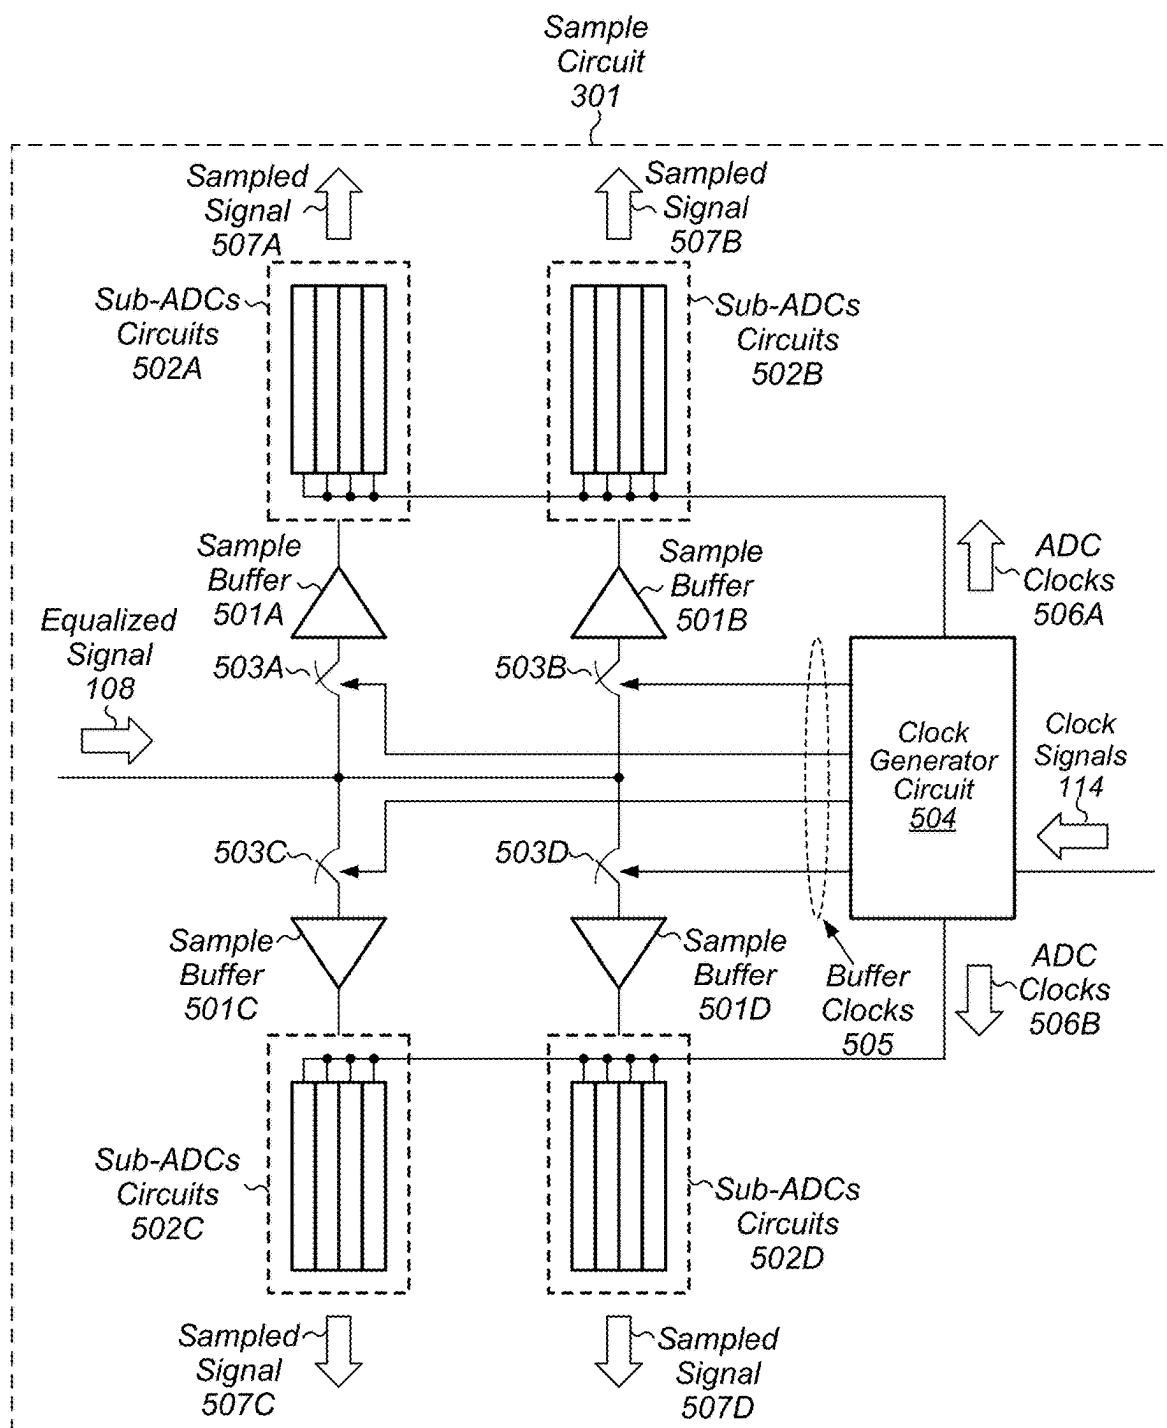 Sample
Circuit
301
Sampled
Signal
507A
Sampled
Signal
507B
Sub-ADCs
Circuits
502A
Sub-ADCs
Circuits
502B
Sample
Buffer
501A
Sample
Buffer
501B
ADC
Clocks
506A
Equalized
Signal
108
503A
503B
Clock
Generator
Circuit
504
Clock
Signals
114
503C
503D
Sample
Buffer
501C
Sample
Buffer
501D
Buffer
Clocks
505
ADC
Clocks
506B
Sub-ADCs
Circuits
502C
Sub-ADCs
Circuits
502D
Sampled
Signal
507C
Sampled
Signal
507D